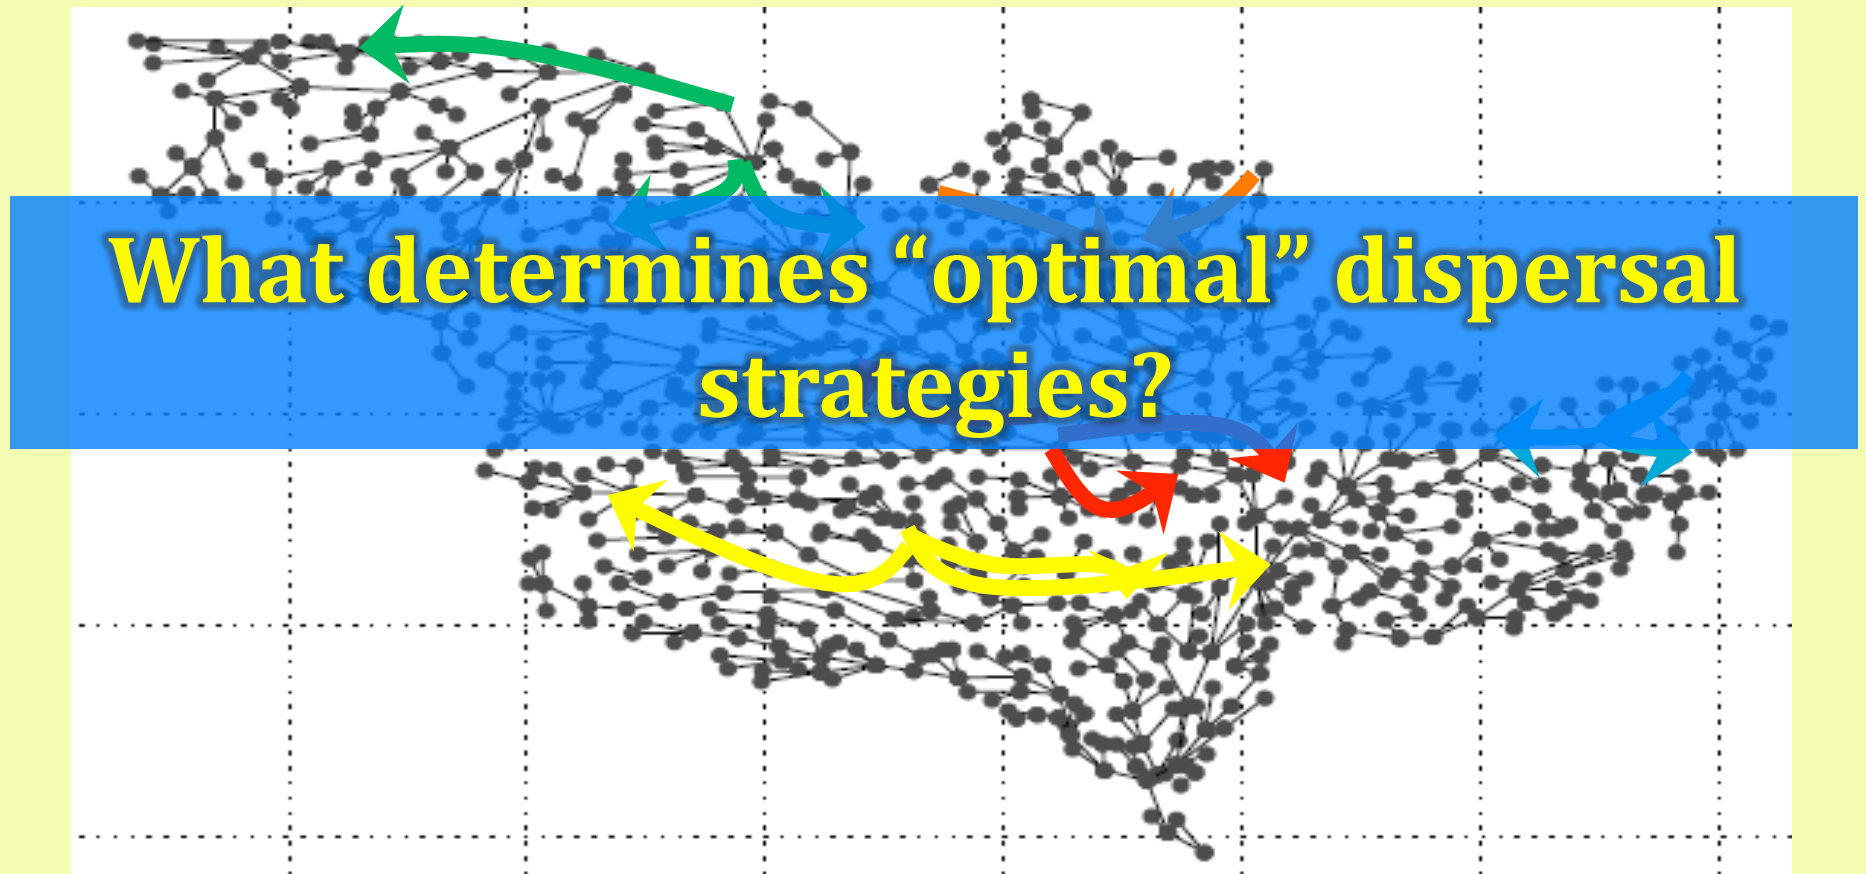 What determines “optimal” dispersal
strategies?